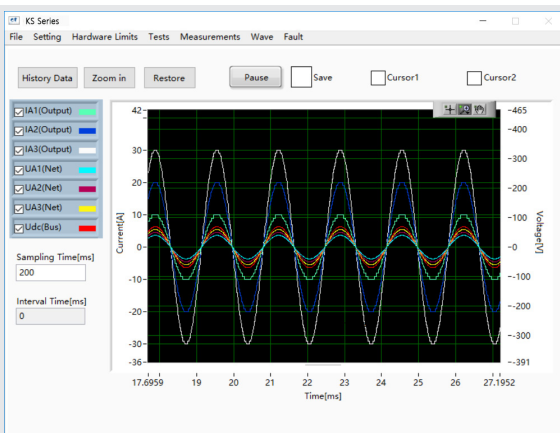 KS Series
File Setting Hardware Limits Tests Measurements Wave Fault
History Data Zoom in Restore Pause Save Cursor1 Cursor2
IA1(Output)
IA2(Output)
IA3(Output)
UA1(Net)
UA2(Net)
UA3(Net)
Udc(Bus)
Sampling Time[ms]
200
Interval Time[ms]
0
Current[A]
42
30
20
10
0
-10
-20
-30
-36
-465
-400
-300
-200
-100
-0
-100
-200
-300
-391
Voltage[V]
17.6959 19 20 21 22 23 24 25 26 27.1952
Time[ms]